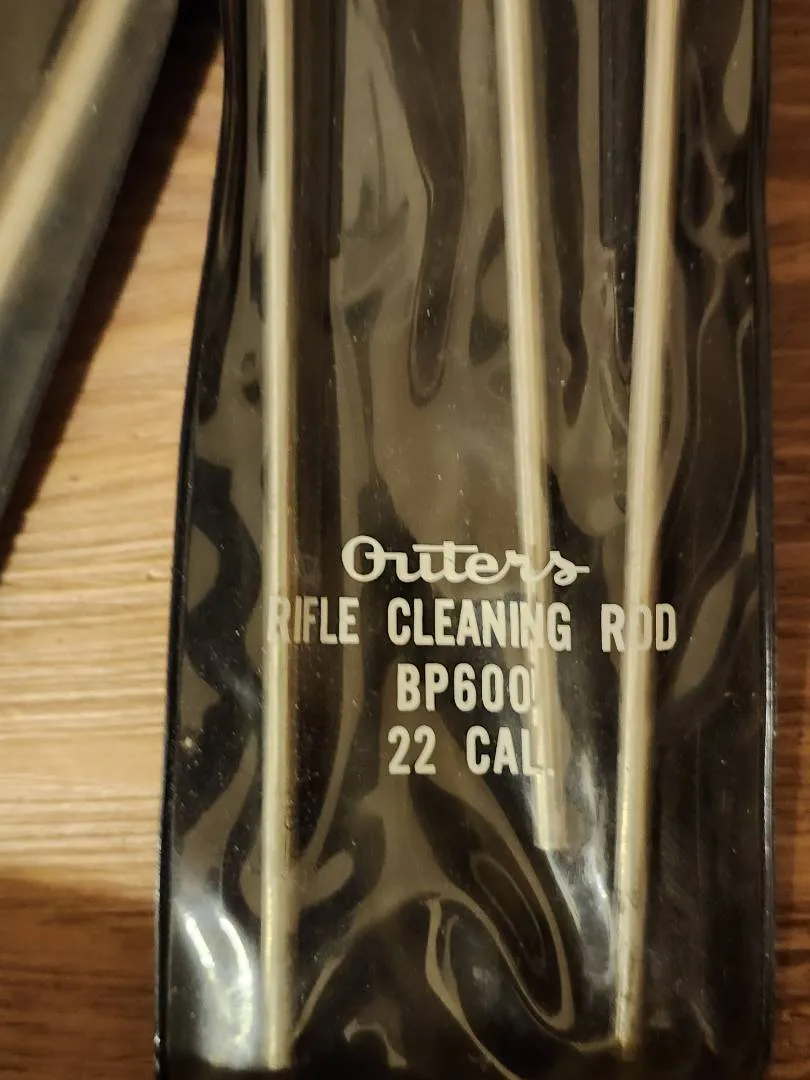 Outers
RIFLE CLEANING ROD
BP600
22 CAL.